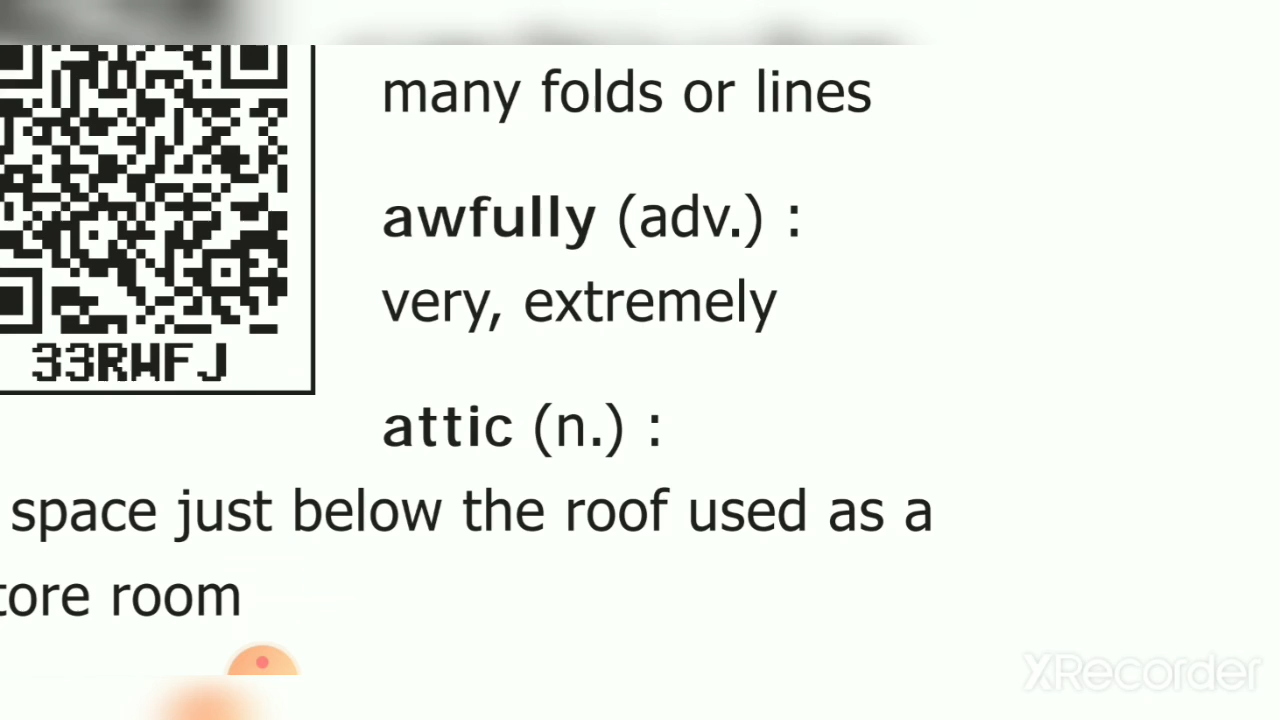 many folds or lines
awfully (adv.) :
very, extremely
33RWFJ
attic (n.) :
space just below the roof used as a
tore room
XRecorder